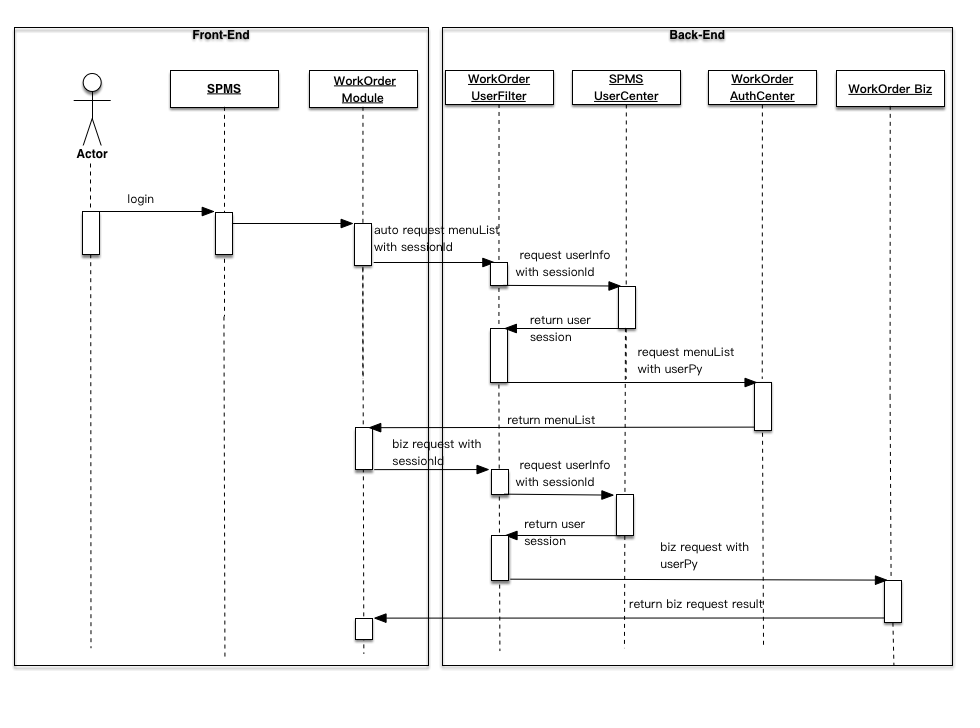 Front-End
Back-End
SPMS
WorkOrder
Module
WorkOrder
UserFilter
SPMS
UserCenter
WorkOrder
AuthCenter
WorkOrder Biz
Actor
login
auto request menuList
with sessionId
request userInfo
with sessionId
return user
session
request menuList
with userPy
return menuList
biz request with
sessionId
request userInfo
with sessionId
return user
session
biz request with
userPy
return biz request result